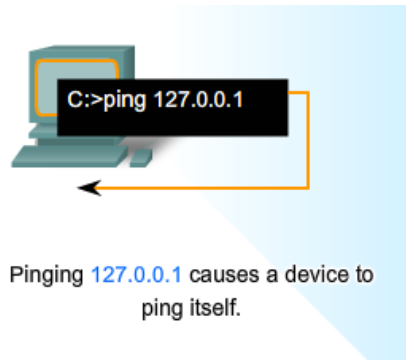 C:>ping 127.0.0.1
Pinging 127.0.0.1 causes a device to
ping itself.